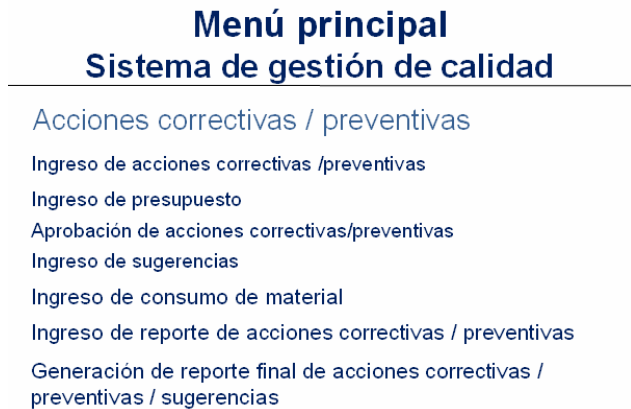 Menú principal
Sistema de gestión de calidad
Acciones correctivas / preventivas
Ingreso de acciones correctivas /preventivas
Ingreso de presupuesto
Aprobación de acciones correctivas/preventivas
Ingreso de sugerencias
Ingreso de consumo de material
Ingreso de reporte de acciones correctivas / preventivas
Generación de reporte final de acciones correctivas /
preventivas / sugerencias